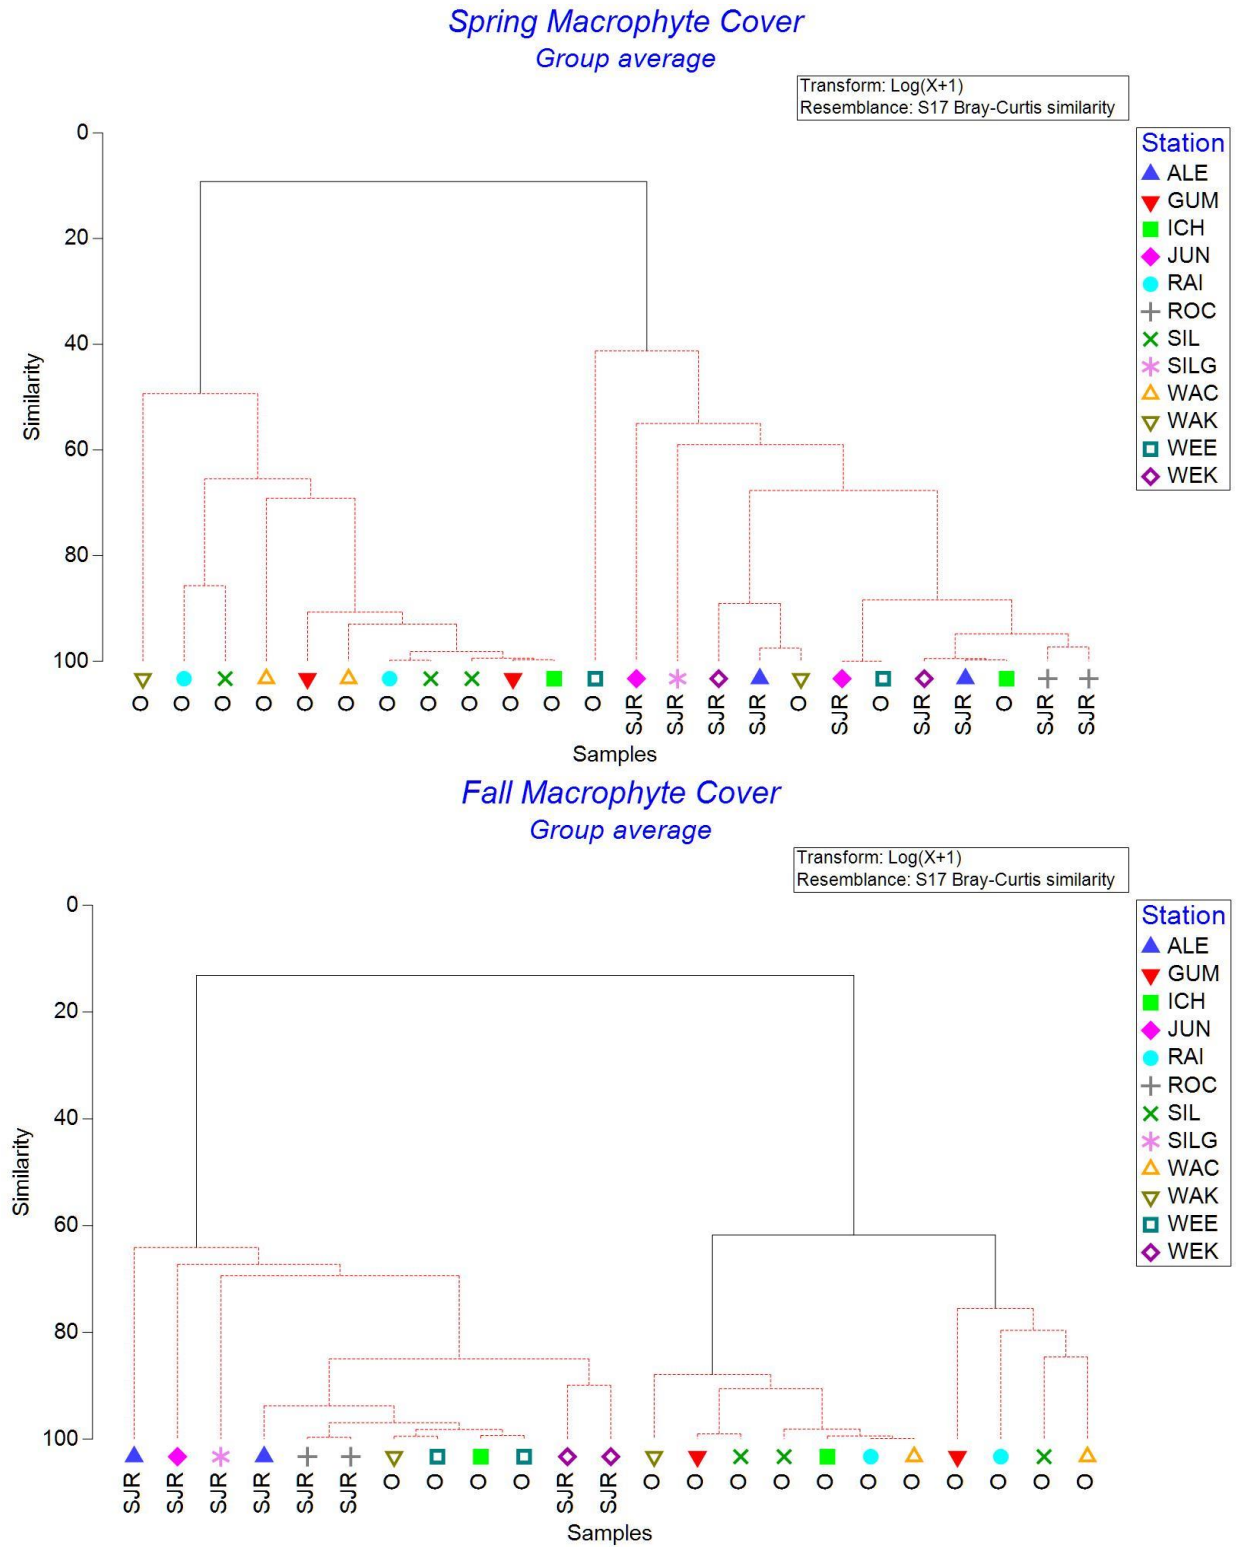 Spring Macrophyte Cover
Group average
Transform: Log(X+1)
Resemblance: S17 Bray-Curtis similarity
Station
ALE
GUM
ICH
JUN
RAI
ROC
SIL
SILG
WAC
WAK
WEE
WEK
0
20
40
60
80
100
Similarity
O O O O O O O O O O O O SJR SJR SJR SJR O SJR O SJR SJR O SJR SJR
Samples
Fall Macrophyte Cover
Group average
Transform: Log(X+1)
Resemblance: S17 Bray-Curtis similarity
Station
ALE
GUM
ICH
JUN
RAI
ROC
SIL
SILG
WAC
WAK
WEE
WEK
0
20
40
60
80
100
Similarity
SJR SJR SJR SJR SJR SJR O O O O SJR SJR O O O O O O O O O O O
Samples